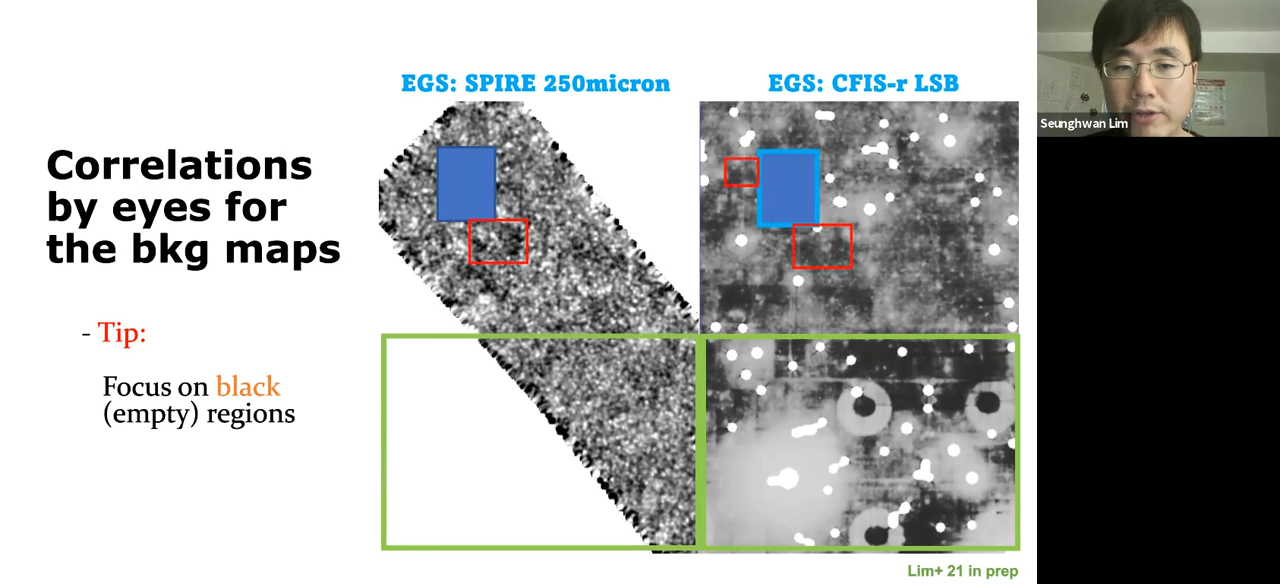 EGS: SPIRE 250micron
EGS: CFIS-r LSB
Seunghwan Lim
Correlations
by eyes for
the bkg maps
- Tip:
Focus on black
(empty) regions
Lim+ 21 in prep